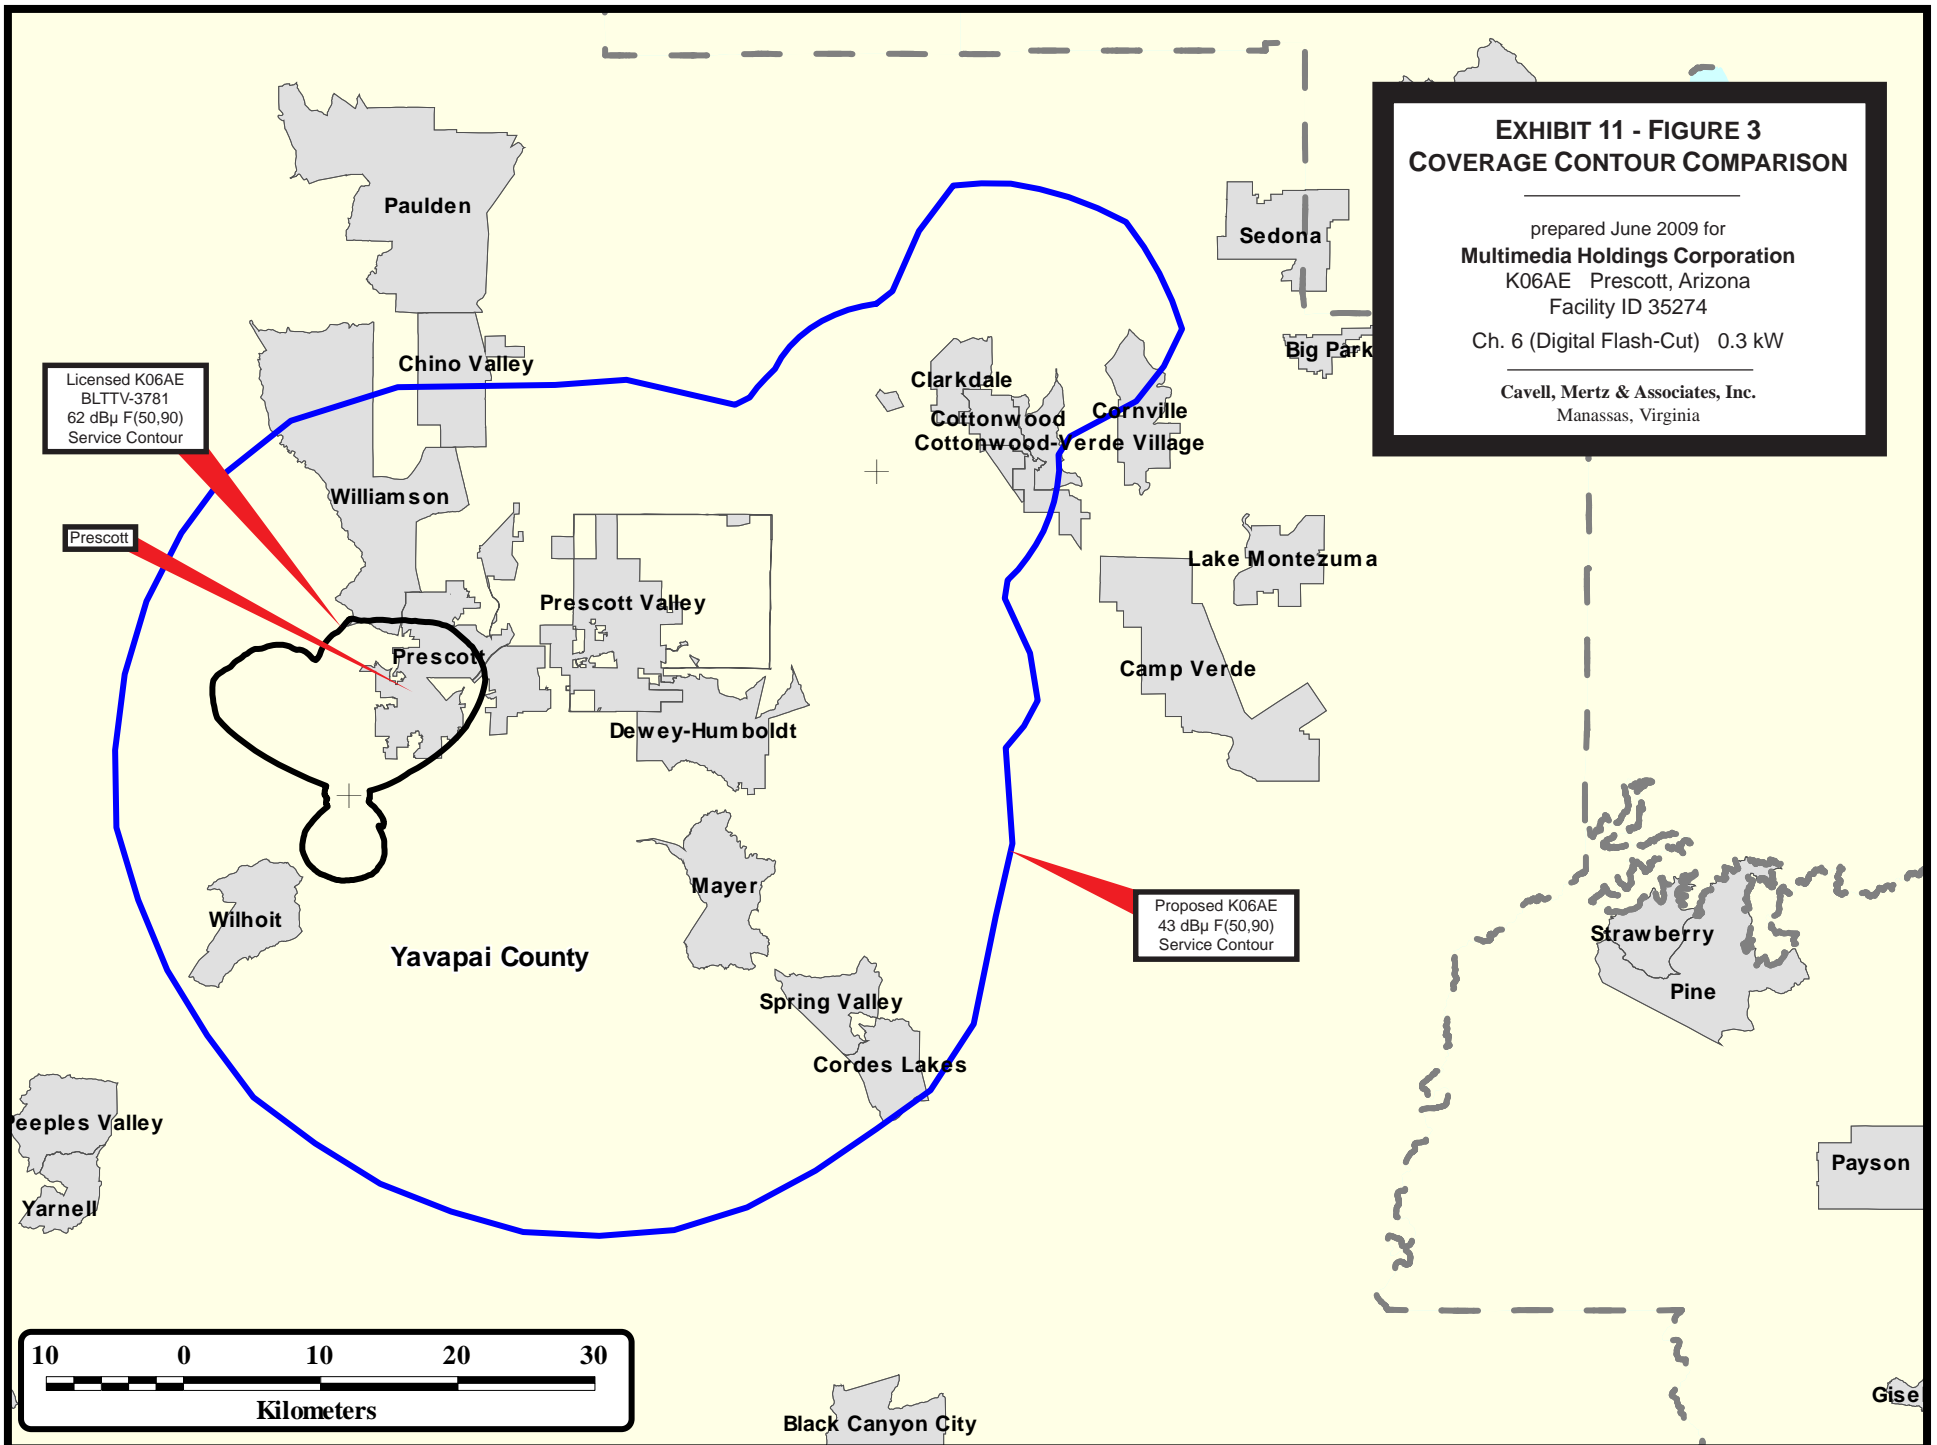 EXHIBIT 11 - FIGURE 3
COVERAGE CONTOUR COMPARISON
prepared June 2009 for
Multimedia Holdings Corporation
K06AE Prescott, Arizona
Facility ID 35274
Ch. 6 (Digital Flash-Cut) 0.3 kW
Cavell, Mertz & Associates, Inc.
Manassas, Virginia
Paulden
Sedona
Big Park
Chino Valley
Licensed K06AE
BLTTV-3781
62 dBµ F(50,90)
Service Contour
Clarkdale
Cottonwood
Cornville
Cottonwood-Verde Village
Williamson
Prescott
Lake Montezuma
Prescott Valley
Prescott
Camp Verde
Dewey-Humboldt
Mayer
Wilhoit
Proposed K06AE
43 dBµ F(50,90)
Service Contour
Strawberry
Yavapai County
Pine
Spring Valley
Cordes Lakes
Peeples Valley
Payson
Yarnell
10 0 10 20 30
Kilometers
Gise
Black Canyon City